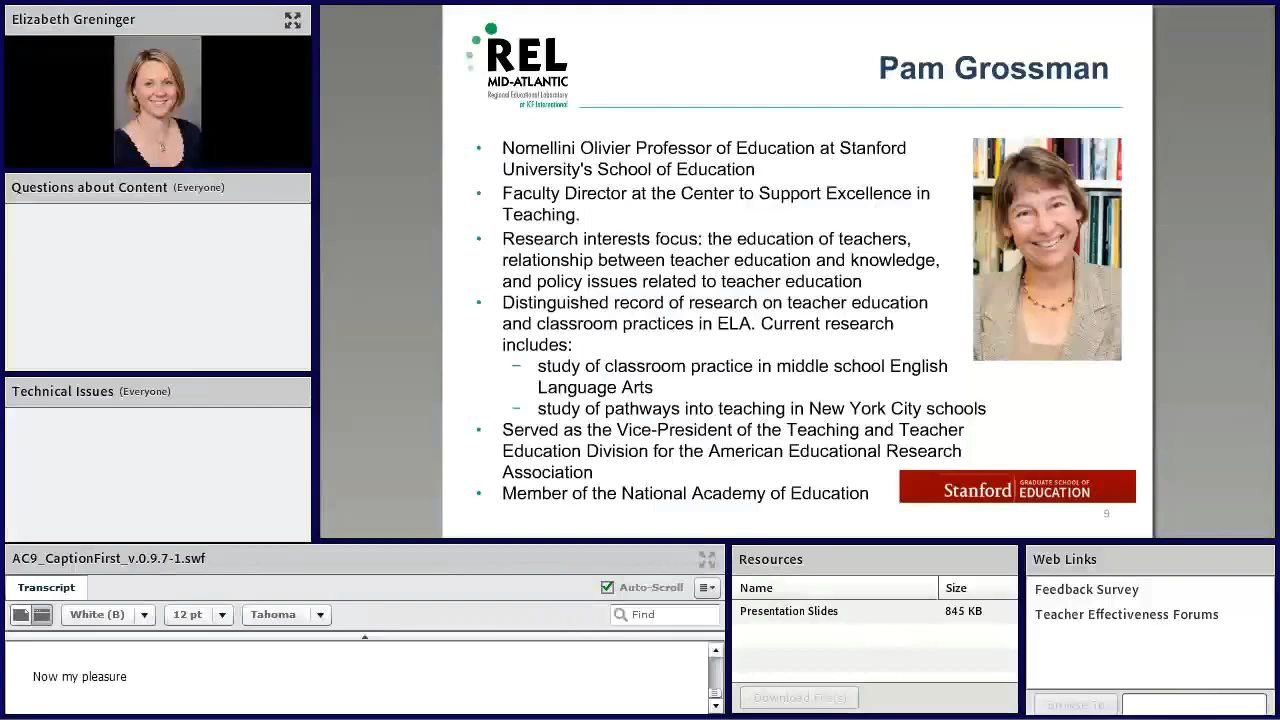 Elizabeth Greninger
Questions about Content (Everyone)
Technical Issues (Everyone)
REL
MID-ATLANTIC
Regional Educational Laboratory
at ICF International
Pam Grossman
• Nomellini Olivier Professor of Education at Stanford
University's School of Education
• Faculty Director at the Center to Support Excellence in
Teaching.
• Research interests focus: the education of teachers,
relationship between teacher education and knowledge,
and policy issues related to teacher education
• Distinguished record of research on teacher education
and classroom practices in ELA. Current research
includes:
– study of classroom practice in middle school English
Language Arts
– study of pathways into teaching in New York City schools
• Served as the Vice-President of the Teaching and Teacher
Education Division for the American Educational Research
Association
• Member of the National Academy of Education
Stanford GRADUATE SCHOOL OF
EDUCATION
9
AC9_CaptionFirst_v.0.9.7-1.swf
Transcript
Auto-Scroll
White (B)
12 pt
Tahoma
Find
Now my pleasure
Resources
Name Size
Presentation Slides 845 KB
Download File(s)
Web Links
Feedback Survey
Teacher Effectiveness Forums
Browse To